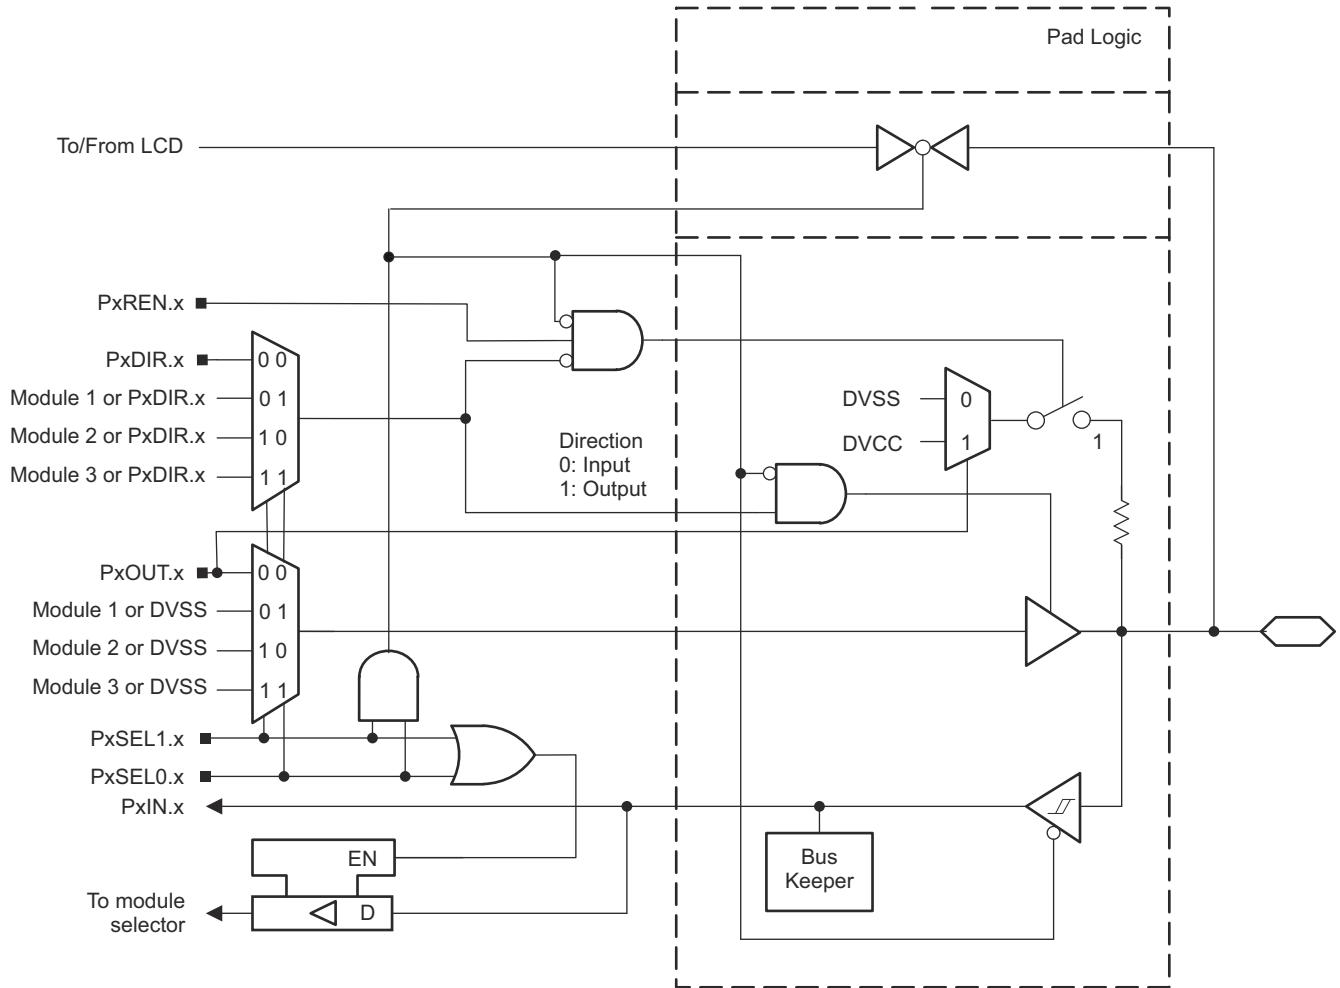 Pad Logic
To/From LCD
PxREN.x
PxDIR.x
0 0
Module 1 or PxDIR.x
0 1
Module 2 or PxDIR.x
1 0
Module 3 or PxDIR.x
1 1
Direction
0: Input
1: Output
DVSS
0
DVCC
1
1
PxOUT.x
0 0
Module 1 or DVSS
0 1
Module 2 or DVSS
1 0
Module 3 or DVSS
1 1
PxSEL1.x
PxSEL0.x
PxIN.x
Bus
Keeper
EN
D
To module
selector